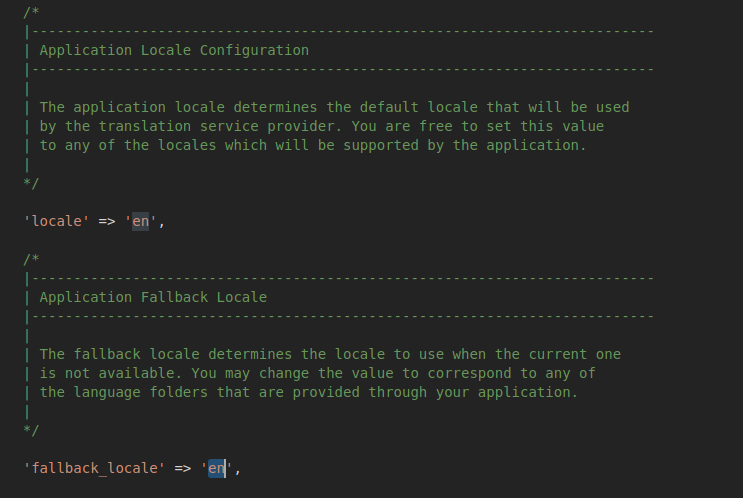 /*
|--------------------------------------------------------------------------
| Application Locale Configuration
|--------------------------------------------------------------------------
|
| The application locale determines the default locale that will be used
| by the translation service provider. You are free to set this value
| to any of the locales which will be supported by the application.
|
*/
'locale' => 'en',
/*
|--------------------------------------------------------------------------
| Application Fallback Locale
|--------------------------------------------------------------------------
|
| The fallback locale determines the locale to use when the current one
| is not available. You may change the value to correspond to any of
| the language folders that are provided through your application.
|
*/
'fallback_locale' => 'en',